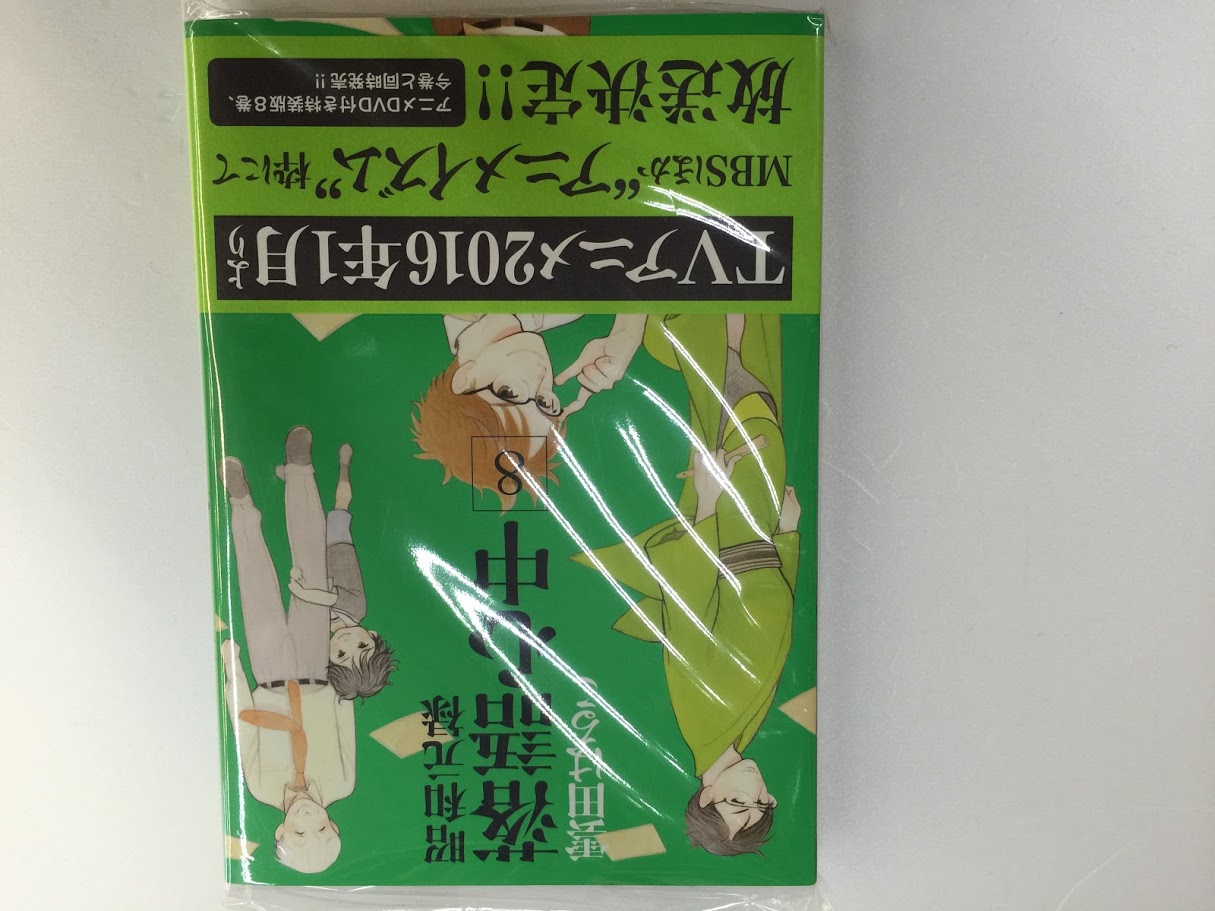 昭和元禄
落語心中
雲田はるこ
8
TVアニメ2016年1月より
MBSほか“アニメイズム”枠にて
放送決定!!
アニメDVD付き特装版8巻、
今巻と同時発売!!